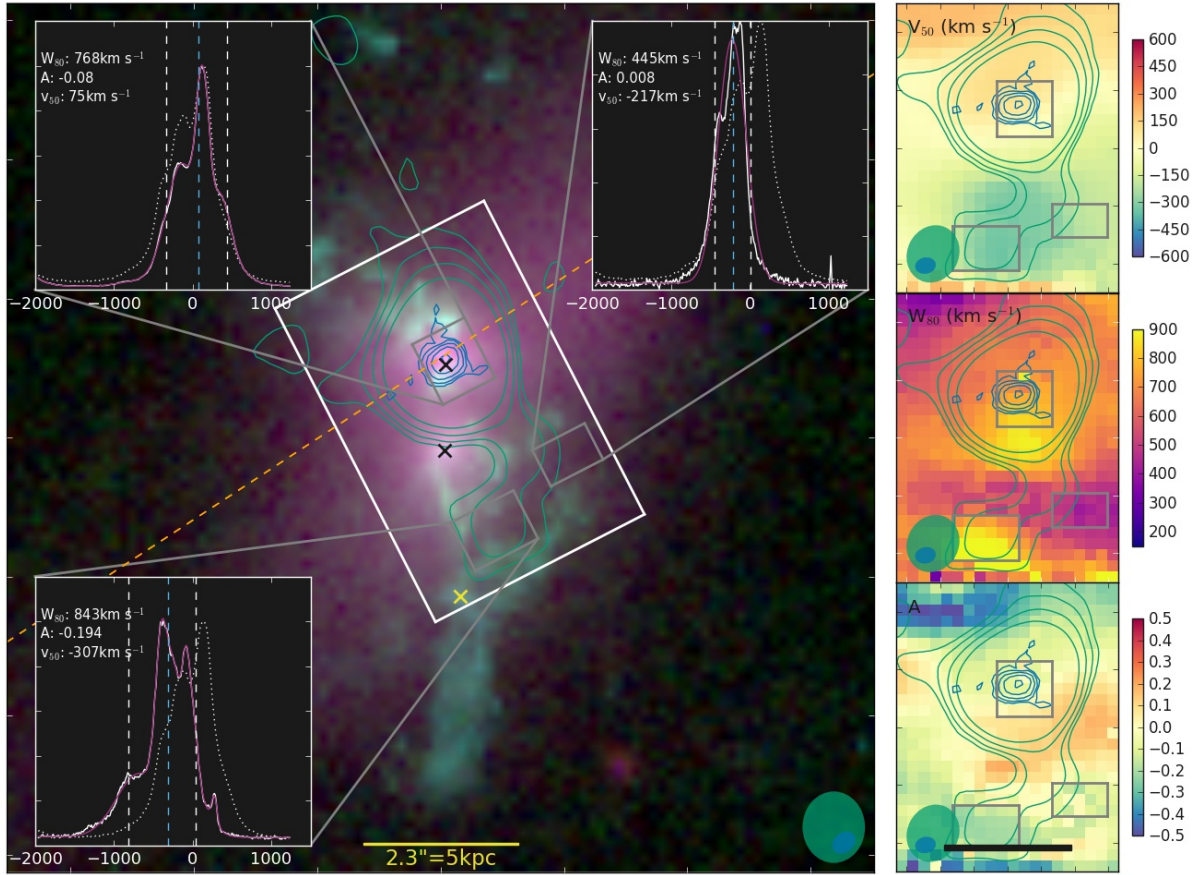 W80: 768km s−1
A: -0.08
v50: 75km s−1
−2000 −1000 0 1000
W80: 445km s−1
A: 0.008
v50: -217km s−1
−2000 −1000 0 1000
W80: 843km s−1
A: -0.194
v50: -307km s−1
−2000 −1000 0 1000
2.3"=5kpc
V50 (km s−1)
600
450
300
150
0
−150
−300
−450
−600
W80 (km s−1)
900
800
700
600
500
400
300
200
A
0.5
0.4
0.3
0.2
0.1
0.0
−0.1
−0.2
−0.3
−0.4
−0.5